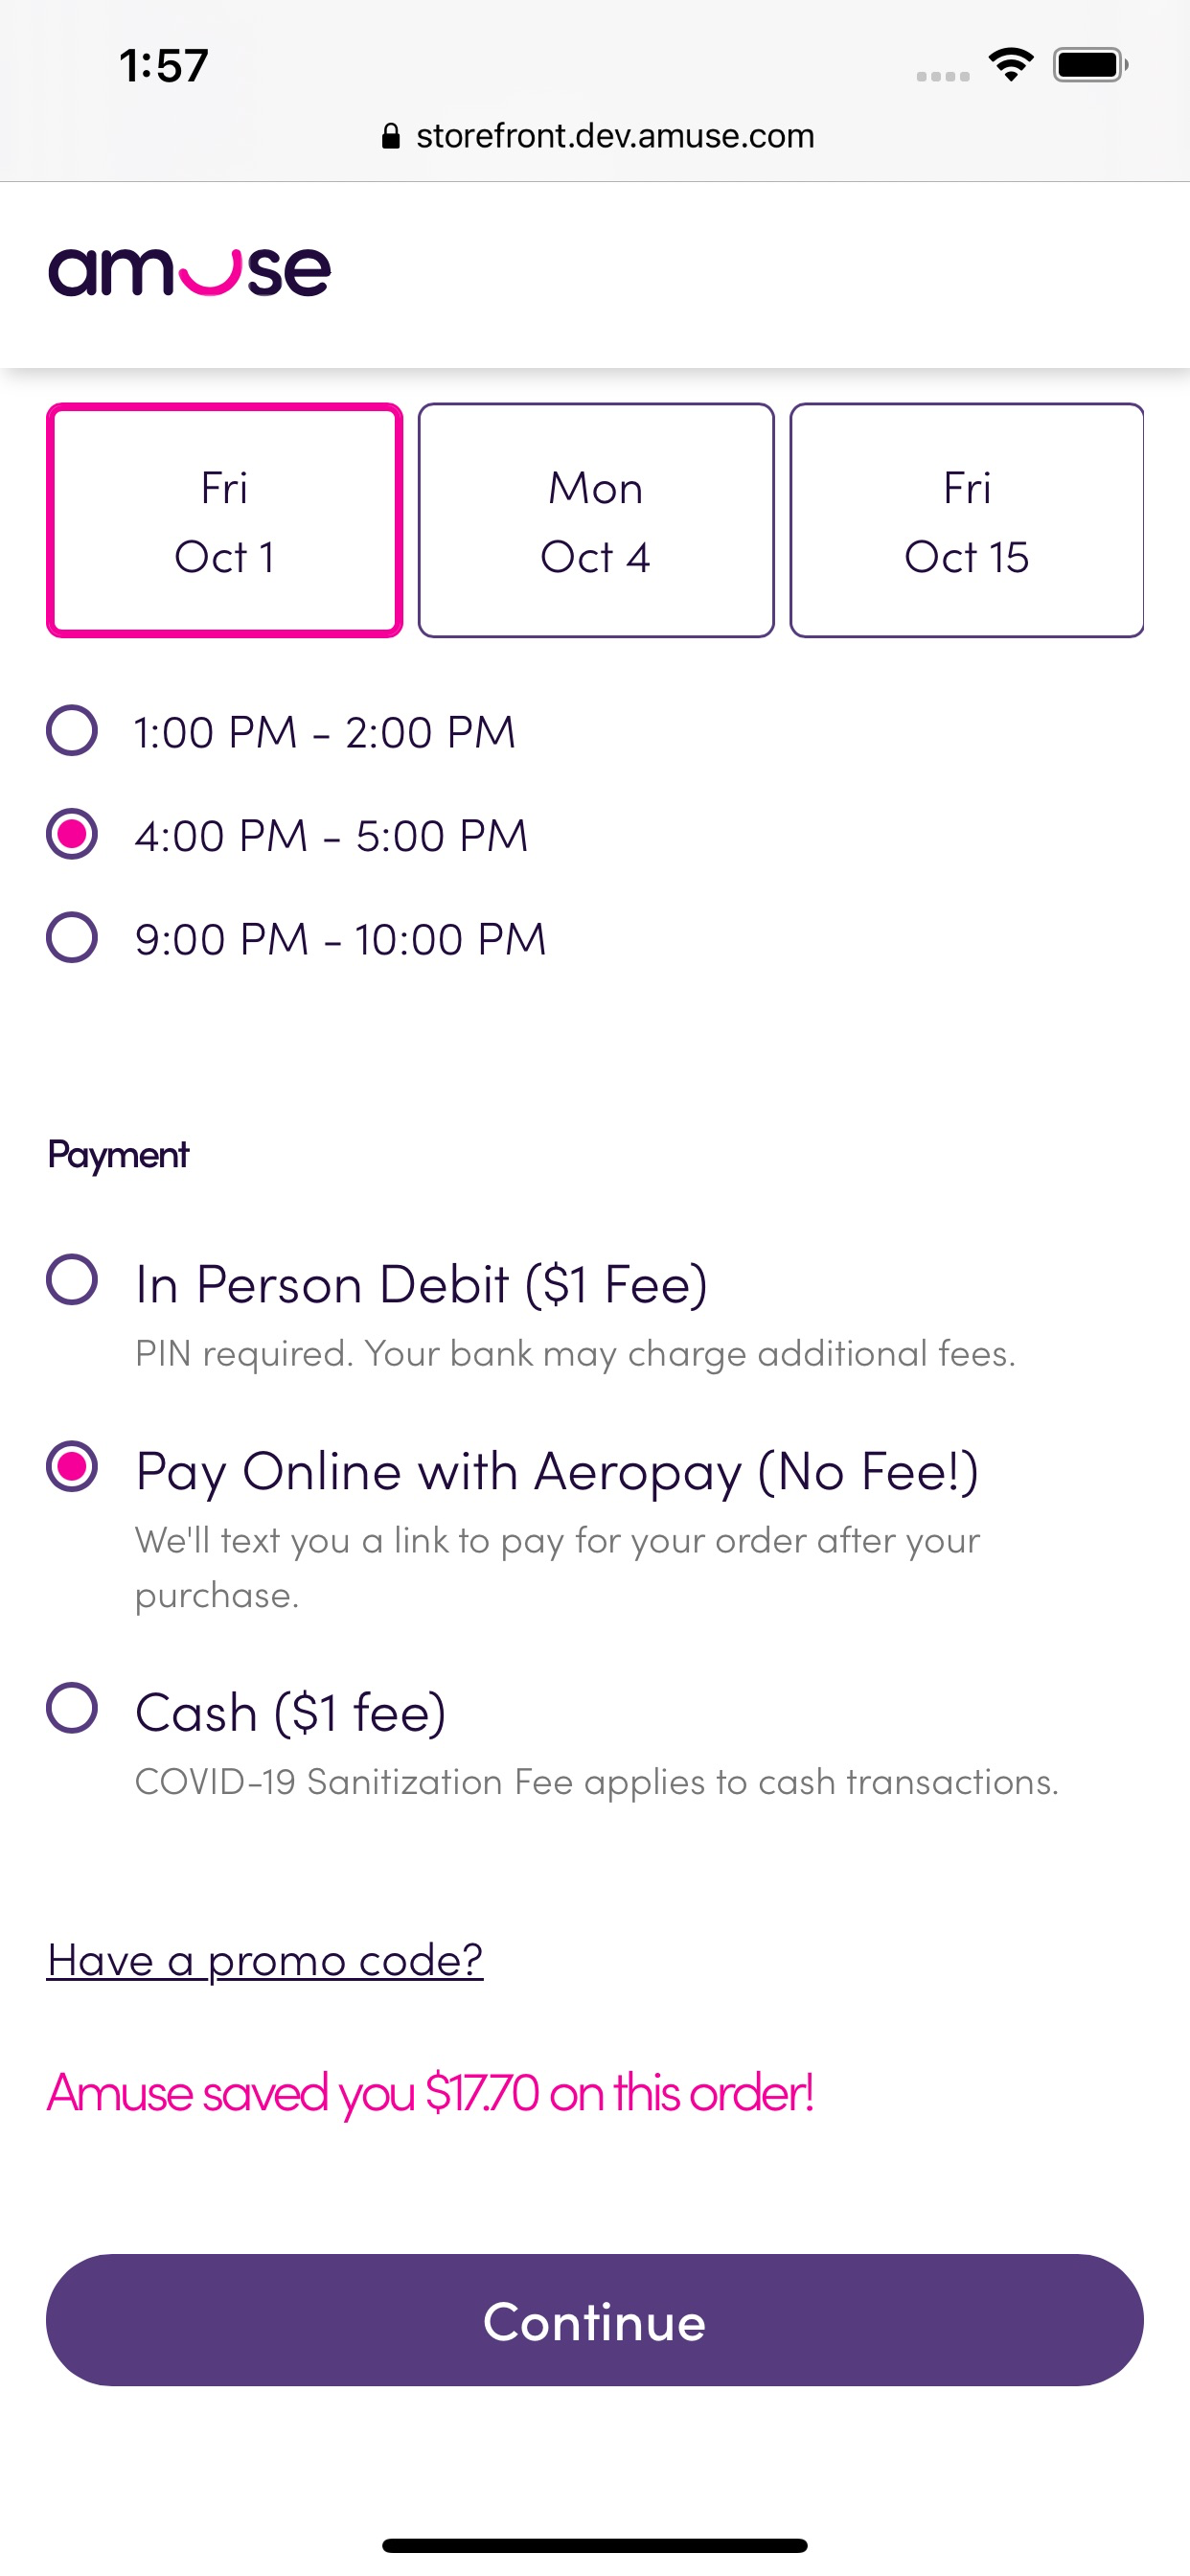 1:57
storefront.dev.amuse.com
amuse
Fri
Oct 1
Mon
Oct 4
Fri
Oct 15
1:00 PM - 2:00 PM
4:00 PM - 5:00 PM
9:00 PM - 10:00 PM
Payment
In Person Debit ($1 Fee)
PIN required. Your bank may charge additional fees.
Pay Online with Aeropay (No Fee!)
We'll text you a link to pay for your order after your
purchase.
Cash ($1 fee)
COVID-19 Sanitization Fee applies to cash transactions.
Have a promo code?
Amuse saved you $17.70 on this order!
Continue